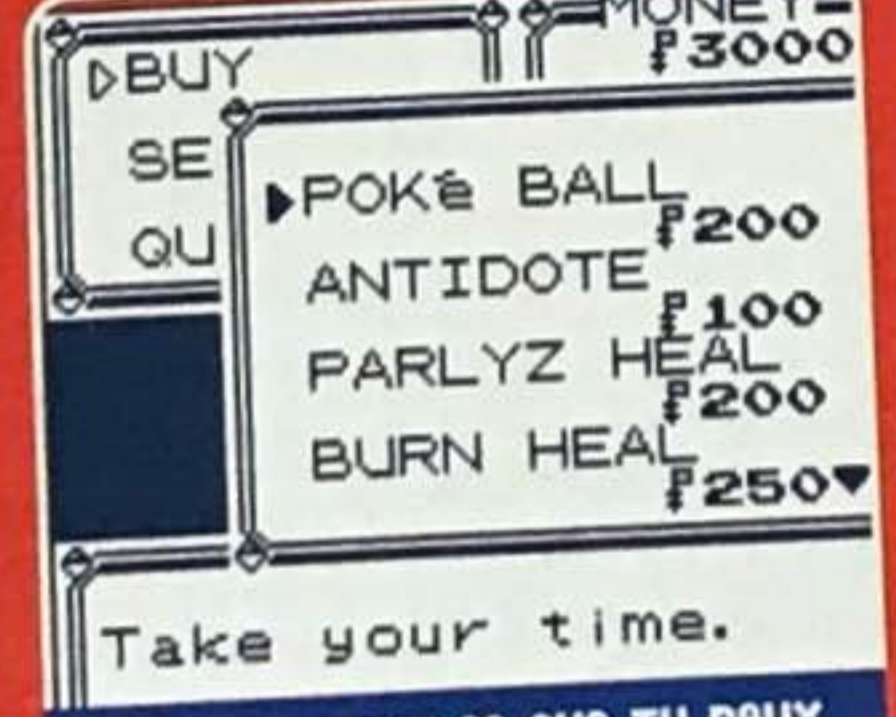 MONEY
▷BUY
₽3000
SE
▶POKé BALL
₽200
QU
ANTIDOTE
₽100
PARLYZ HEAL
₽200
BURN HEAL
₽250▼
Take your time.